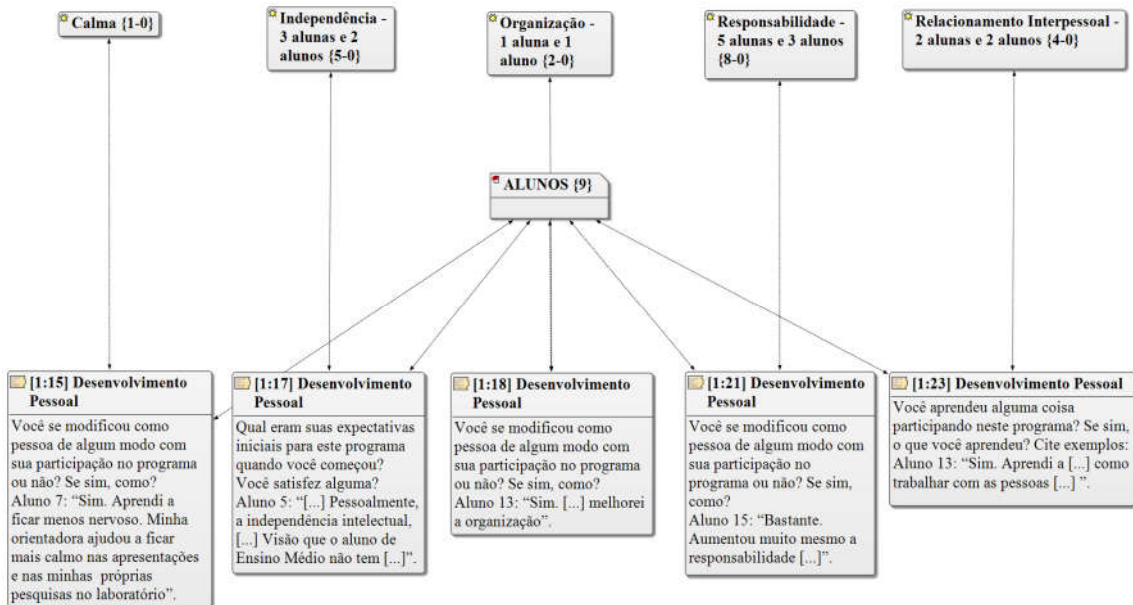 Calma {1-0}
Independência -
3 alunas e 2
alunos {5-0}
Organização -
1 aluna e 1
aluno {2-0}
Responsabilidade -
5 alunas e 3 alunos
{8-0}
Relacionamento Interpessoal -
2 alunas e 2 alunos {4-0}
ALUNOS {9}
[1:15] Desenvolvimento
Pessoal
Você se modificou como
pessoa de algum modo com
sua participação no programa
ou não? Se sim, como?
Aluno 7: “Sim. Aprendi a
ficar menos nervoso. Minha
orientadora ajudou a ficar
mais calmo nas apresentações
e nas minhas próprias
pesquisas no laboratório”.
[1:17] Desenvolvimento
Pessoal
Qual eram suas expectativas
iniciais para este programa
quando você começou?
Você satisfez alguma?
Aluno 5: “[...] Pessoalmente,
a independência intelectual,
[...] Visão que o aluno de
Ensino Médio não tem [...]”.
[1:18] Desenvolvimento
Pessoal
Você se modificou como
pessoa de algum modo com
sua participação no programa
ou não? Se sim, como?
Aluno 13: “Sim. [...] melhorei
a organização”.
[1:21] Desenvolvimento
Pessoal
Você se modificou como
pessoa de algum modo com
sua participação no
programa ou não? Se sim,
como?
Aluno 15: “Bastante.
Aumentou muito mesmo a
responsabilidade [...]”.
[1:23] Desenvolvimento Pessoal
Você aprendeu alguma coisa
participando neste programa? Se sim,
o que você aprendeu? Cite exemplos:
Aluno 13: “Sim. Aprendi a [...] como
trabalhar com as pessoas [...] ”.